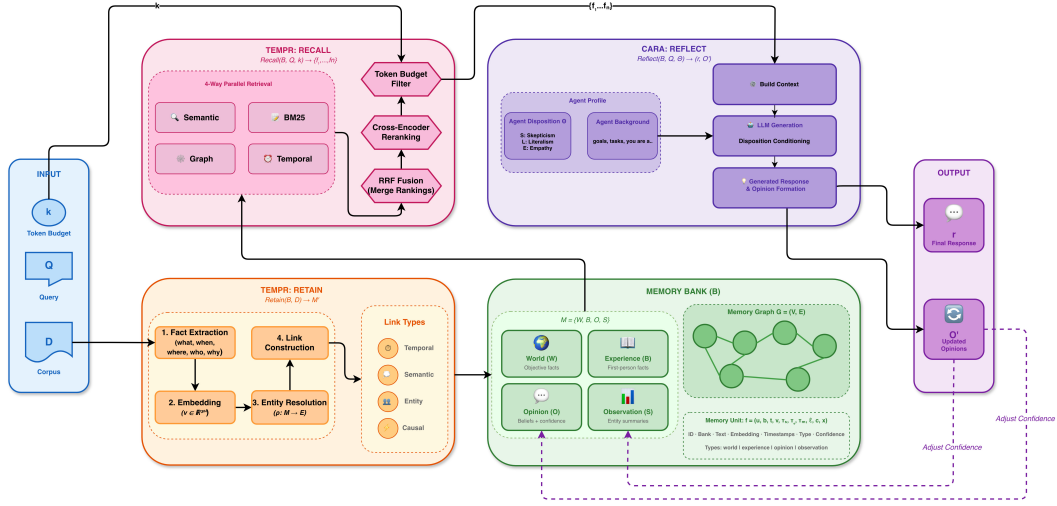 k
{f₁...fₙ}
TEMPR: RECALL
Recall(B, Q, k) → {f₁,...,fn}
4-Way Parallel Retrieval
Semantic
BM25
Graph
Temporal
Token Budget
Filter
Cross-Encoder
Reranking
RRF Fusion
(Merge Rankings)
CARA: REFLECT
Reflect(B, Q, Θ) → (r, O')
Agent Profile
Agent Disposition Θ
S: Skepticism
L: Literalism
E: Empathy
Agent Background
goals, tasks, you are a..
Build Context
LLM Generation
Disposition Conditioning
Generated Response
& Opinion Formation
INPUT
k
Token Budget
Q
Query
D
Corpus
OUTPUT
r
Final Response
O'
Updated
Opinions
TEMPR: RETAIN
1. Fact Extraction
(what, when,
where, who, why)
2. Embedding
3. Entity Resolution
(ρ: M → E)
4. Link
Construction
Link Types
Temporal
Semantic
Entity
Causal
MEMORY BANK (B)
M = (W, B, O, S)
World (W)
Objective facts
Experience (B)
First-person facts
Opinion (O)
Beliefs + confidence
Observation (S)
Entity summaries
Memory Graph G = (V, E)
Memory Unit: f = (u, b, t, v, τₛ, τₑ, τₘ, ℓ, c, x)
ID · Bank · Text · Embedding · Timestamps · Type · Confidence
Types: world | experience | opinion | observation
Adjust Confidence
Adjust Confidence